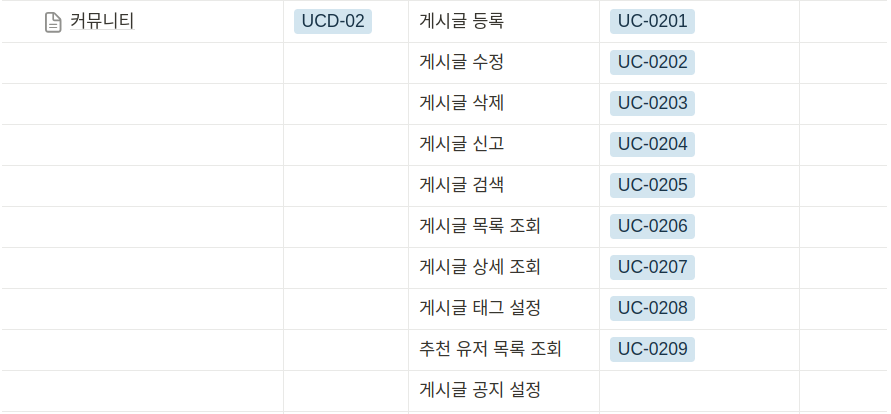 커뮤니티 UCD-02 게시글 등록 UC-0201
게시글 수정 UC-0202
게시글 삭제 UC-0203
게시글 신고 UC-0204
게시글 검색 UC-0205
게시글 목록 조회 UC-0206
게시글 상세 조회 UC-0207
게시글 태그 설정 UC-0208
추천 유저 목록 조회 UC-0209
게시글 공지 설정